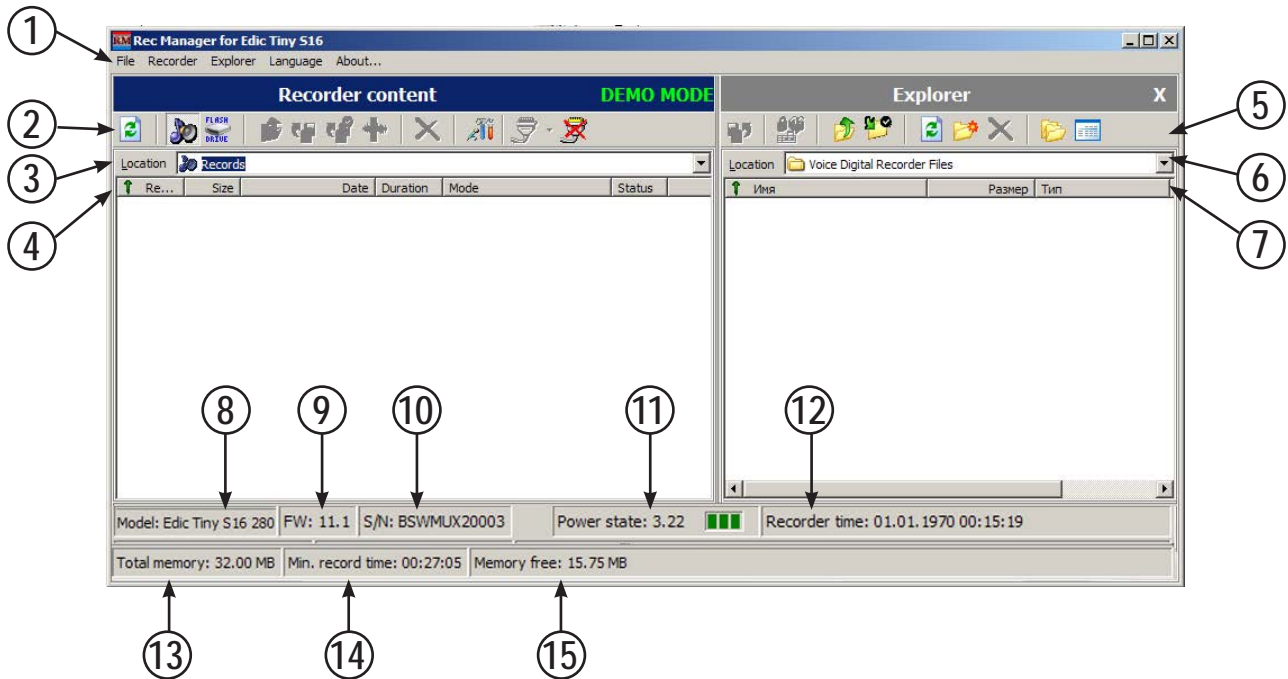 1
RM Rec Manager for Edic Tiny S16
File Recorder Explorer Language About...
Recorder content DEMO MODE Explorer X
5
2
FLASH
DRIVE
3
Location Records
Location Voice Digital Recorder Files
6
4
Re... Size Date Duration Mode Status
Имя Размер Тип
7
8 9 10 11 12
Model: Edic Tiny S16 280 FW: 11.1 S/N: BSWMUX20003 Power state: 3.22 Recorder time: 01.01.1970 00:15:19
Total memory: 32.00 MB Min. record time: 00:27:05 Memory free: 15.75 MB
13 14 15